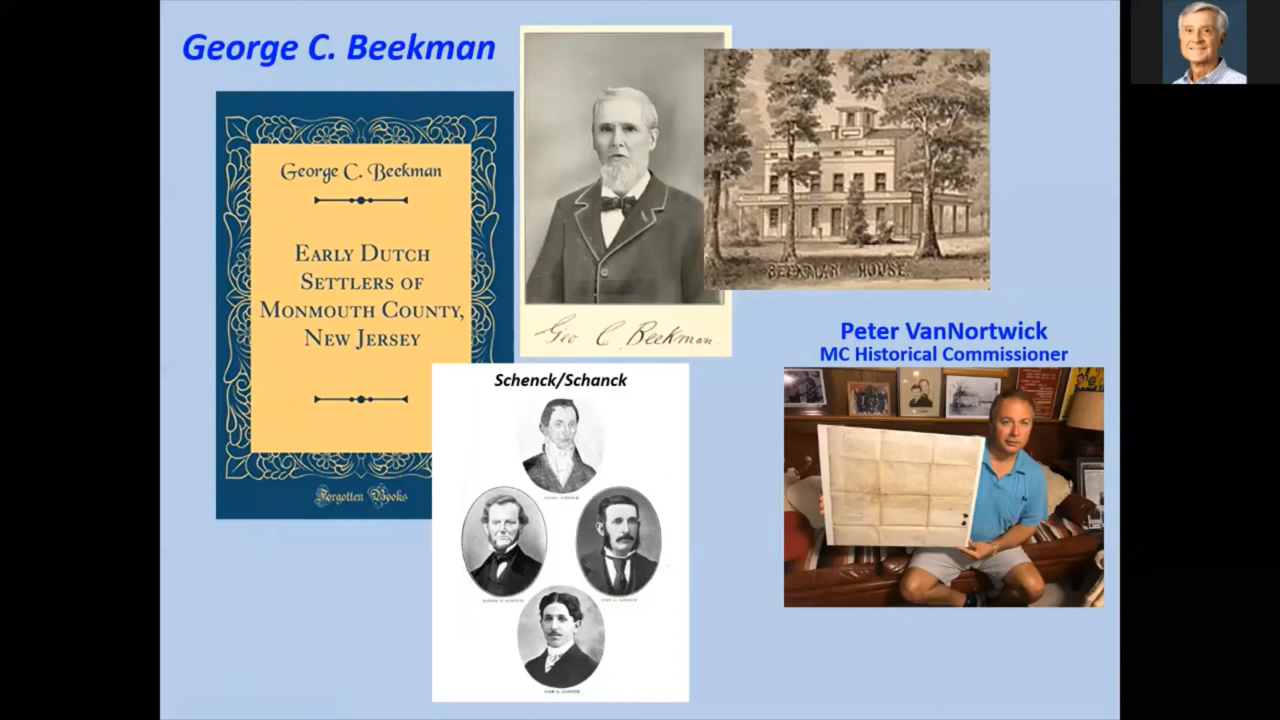 George C. Beekman
George C. Beekman
Early Dutch
Settlers of
Monmouth County,
New Jersey
Forgotten Books
Geo C. Beekman.
BEEKMAN HOUSE
Schenck/Schanck
Peter VanNortwick
MC Historical Commissioner